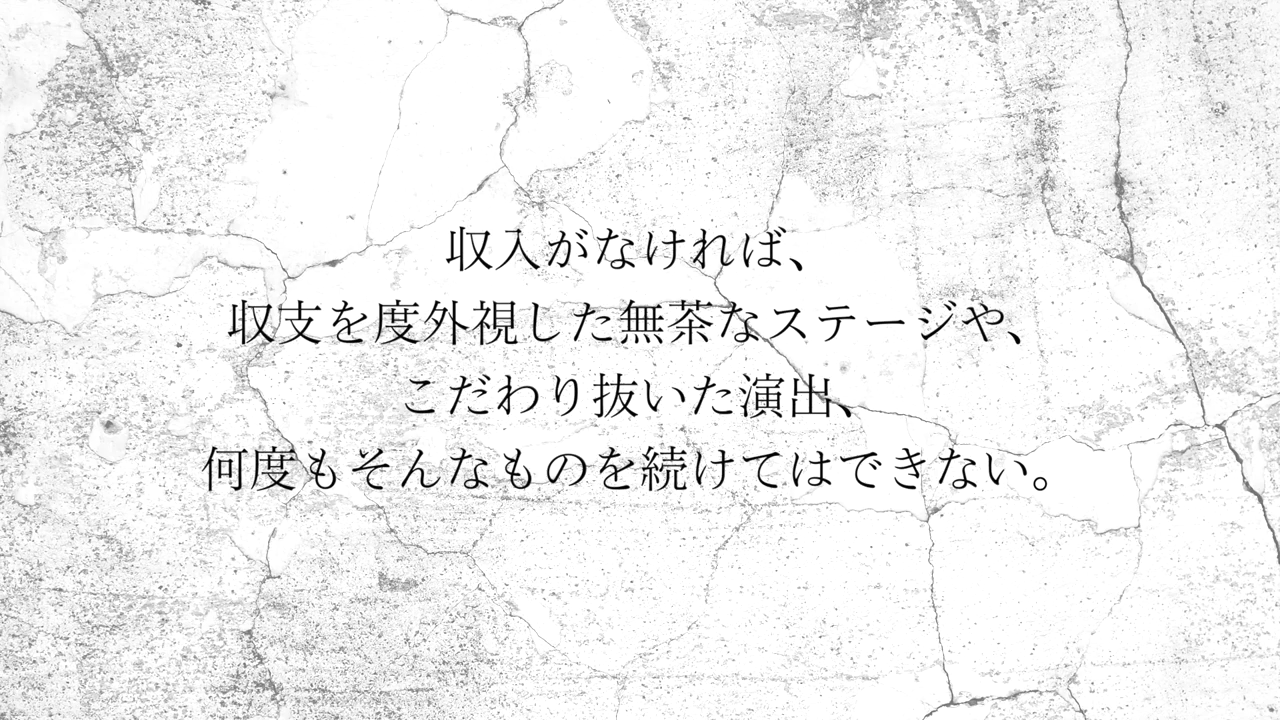 収入がなければ、
収支を度外視した無茶なステージや、
こだわり抜いた演出、
何度もそんなものを続けてはできない。